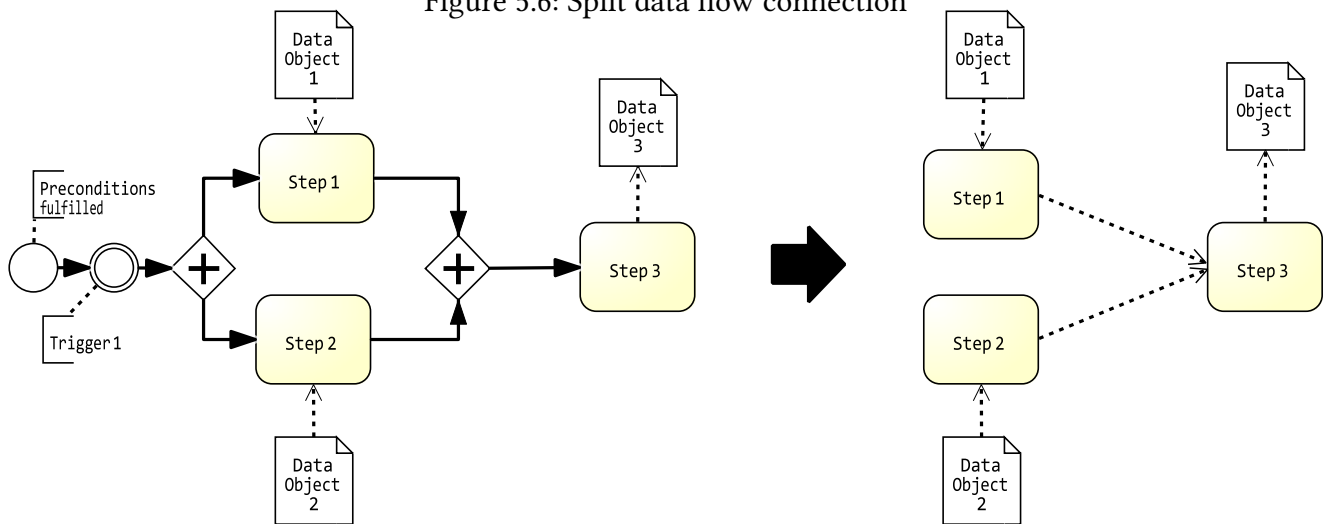 Figure 5.6: Split data flow connection
Data
Object
1
Data
Object
3
Preconditions
fulfilled
Step 1
Step 3
Trigger 1
Step 2
Data
Object
2
Data
Object
1
Data
Object
3
Step 1
Step 3
Step 2
Data
Object
2